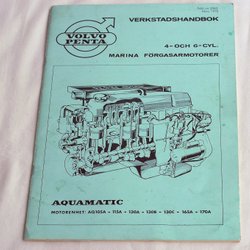 VERKSTADSHANDBOK
VOLVO
PENTA
4- OCH 6-CYL.
MARINA FÖRGASARMOTORER
AQUAMATIC
MOTORENHET: AQ105A • 115A • 130A • 130B • 130C • 165A • 170A